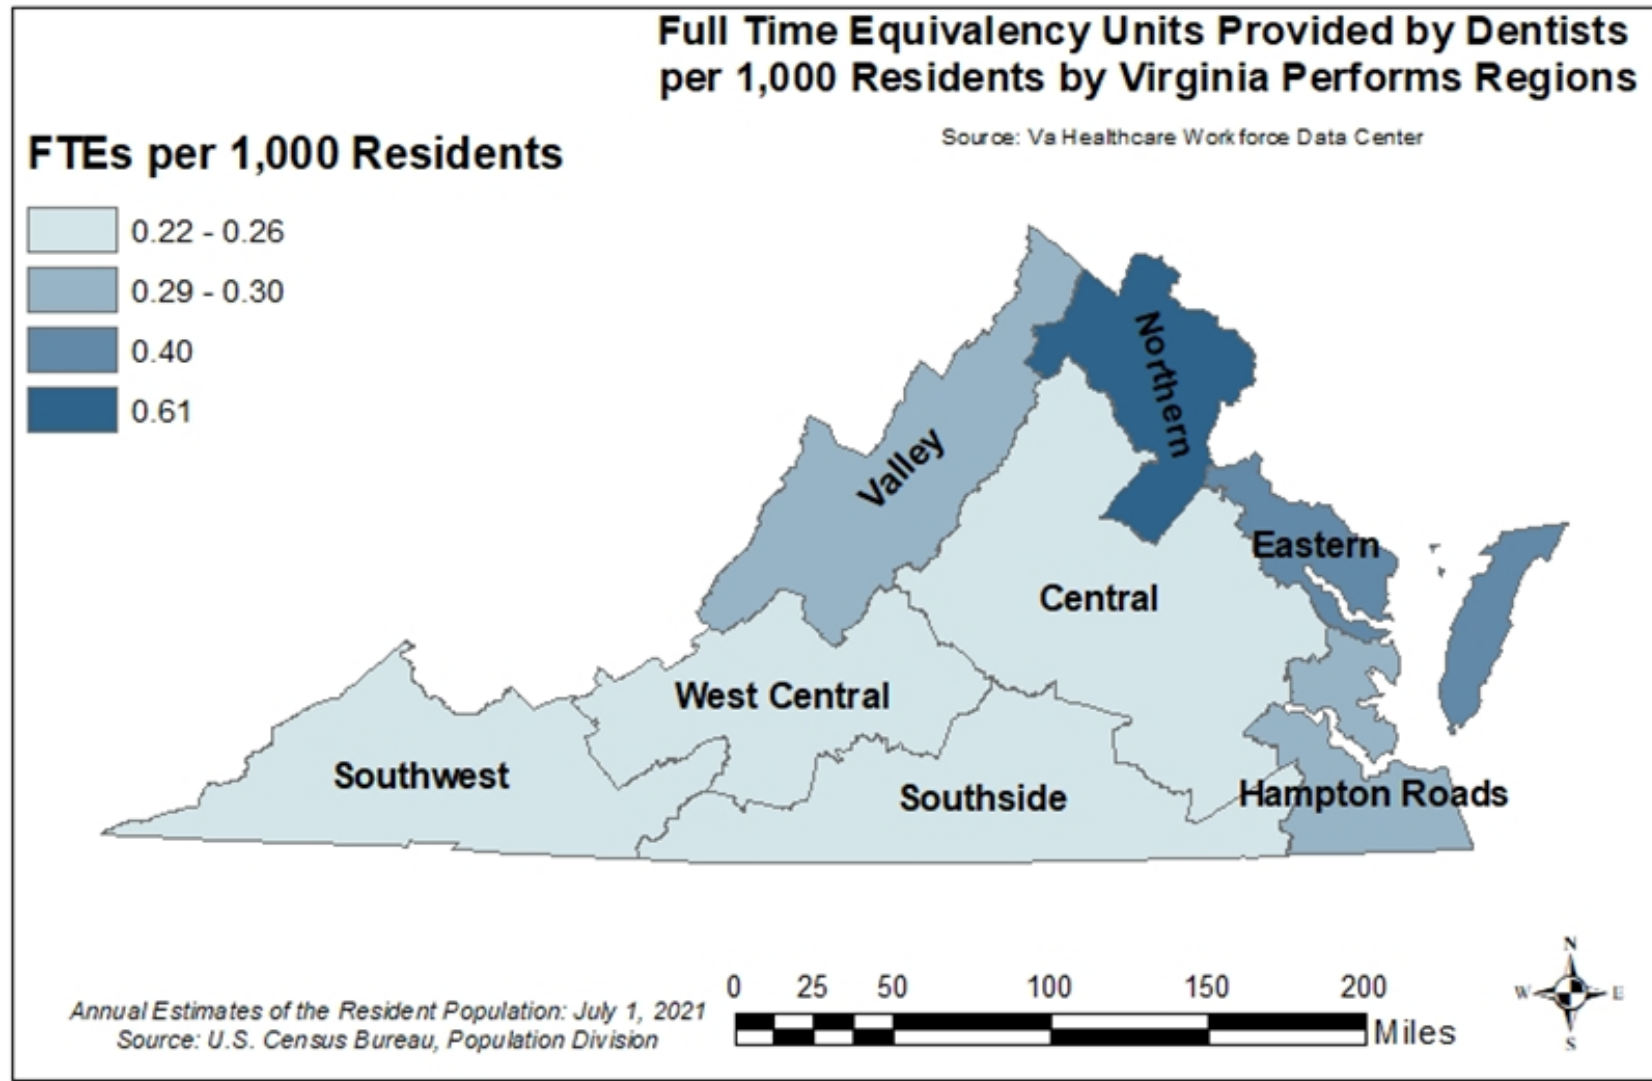 Full Time Equivalency Units Provided by Dentists
per 1,000 Residents by Virginia Performs Regions
Source: Va Healthcare Workforce Data Center
FTEs per 1,000 Residents
0.22 - 0.26
0.29 - 0.30
0.40
0.61
Northern
Valley
Eastern
Central
West Central
Southwest
Southside
Hampton Roads
Annual Estimates of the Resident Population: July 1, 2021
Source: U.S. Census Bureau, Population Division
0 25 50 100 150 200
Miles
N
W E
S